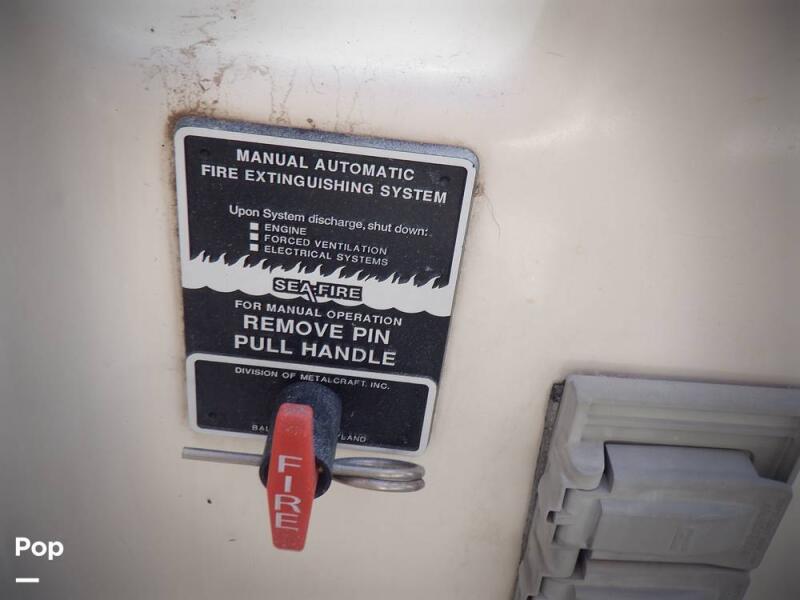 MANUAL AUTOMATIC
FIRE EXTINGUISHING SYSTEM
Upon System discharge, shut down:
ENGINE
FORCED VENTILATION
ELECTRICAL SYSTEMS
SEA-FIRE
FOR MANUAL OPERATION
REMOVE PIN
PULL HANDLE
DIVISION OF METALCRAFT, INC.
FIRE
Pop